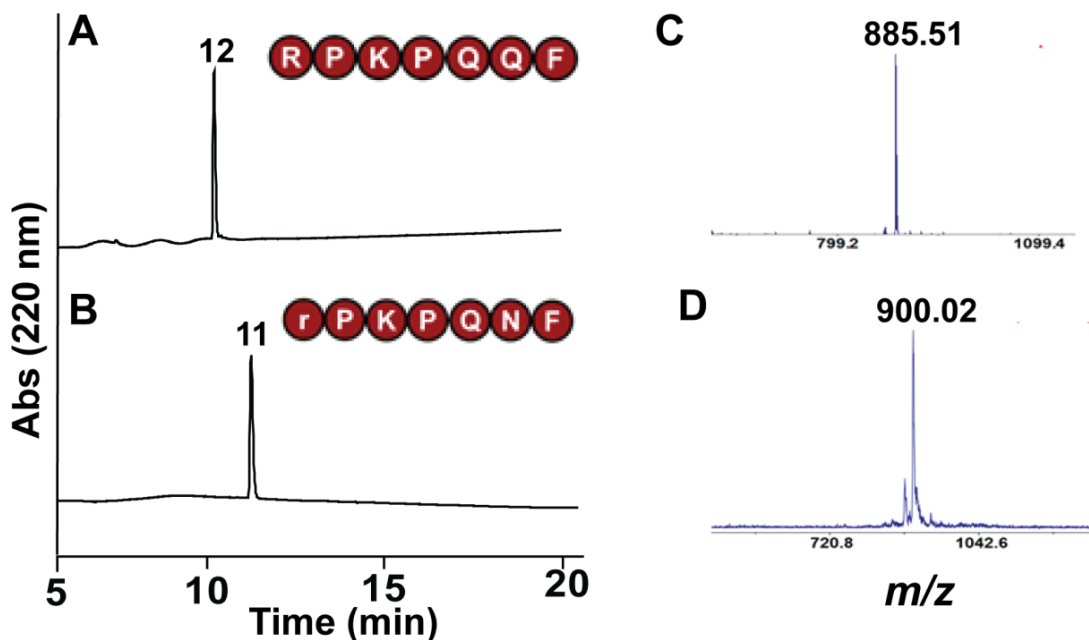 A
12
R P K P Q Q F
C
885.51
799.2 1099.4
B
11
r P K P Q N F
D
900.02
720.8 1042.6
m/z
Abs (220 nm)
5 10 15 20
Time (min)